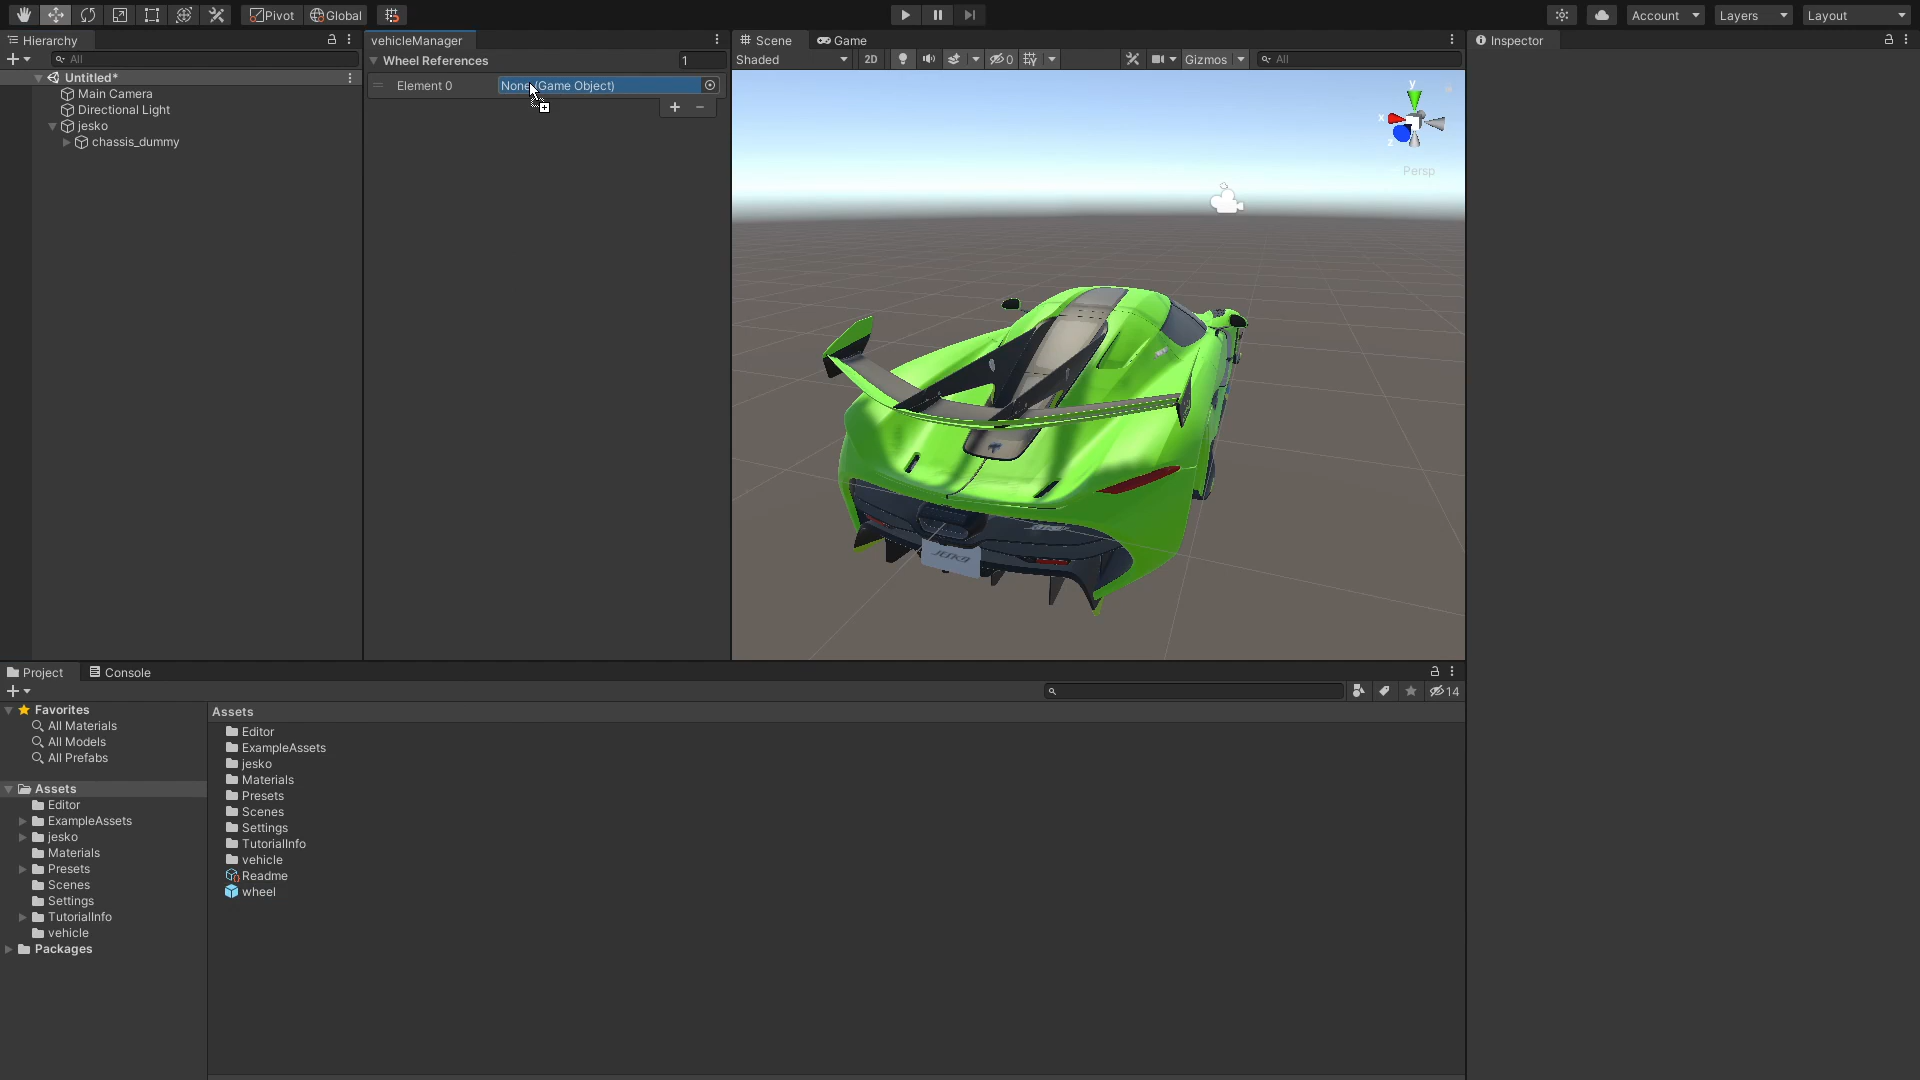 Pivot Global Account Layers Layout
Hierarchy
All
Untitled*
Main Camera
Directional Light
jesko
chassis_dummy
vehicleManager
Wheel References 1
Element 0 None (Game Object)
Scene Game
Shaded 2D 0 Gizmos All
y
x
z
Persp
JESKO
Inspector
Project Console
14
Favorites
All Materials
All Models
All Prefabs
Assets
Editor
ExampleAssets
jesko
Materials
Presets
Scenes
Settings
TutorialInfo
vehicle
Packages
Assets
Editor
ExampleAssets
jesko
Materials
Presets
Scenes
Settings
TutorialInfo
vehicle
Readme
wheel